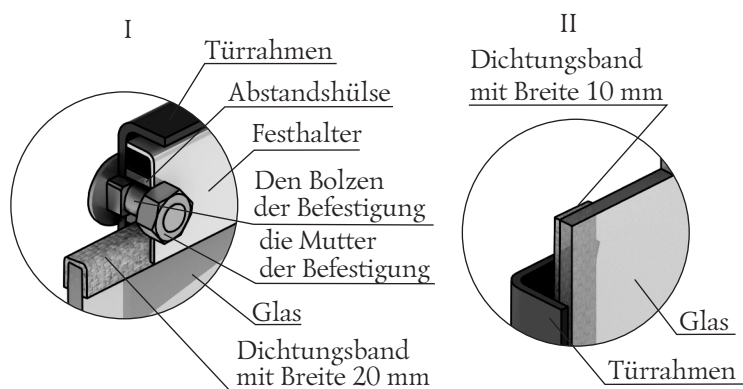 I
Türrahmen
Abstandshülse
Festhalter
Den Bolzen
der Befestigung
die Mutter
der Befestigung
Glas
Dichtungsband
mit Breite 20 mm
II
Dichtungsband
mit Breite 10 mm
Glas
Türrahmen